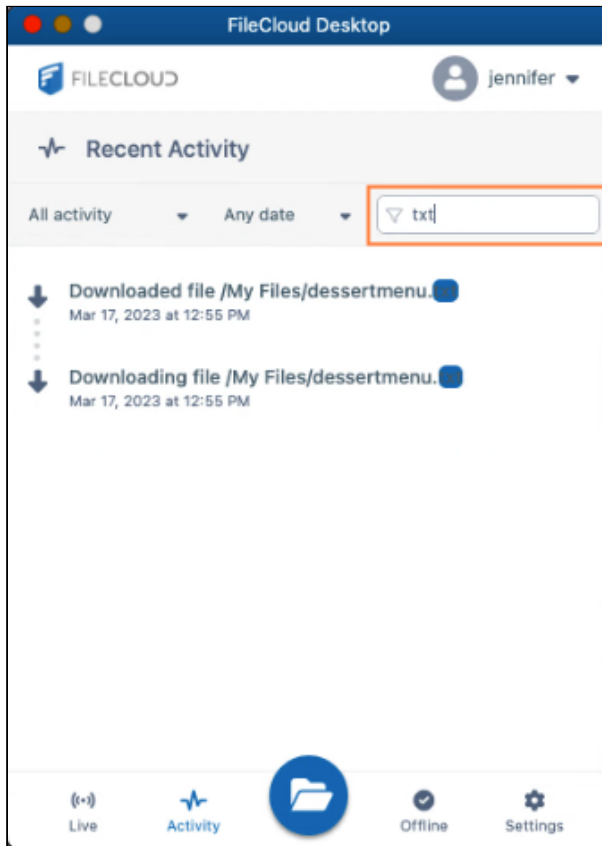 FileCloud Desktop
FILECLOUD
jennifer
Recent Activity
All activity
Any date
txt
Downloaded file /My Files/dessertmenu.
Mar 17, 2023 at 12:55 PM
Downloading file /My Files/dessertmenu.
Mar 17, 2023 at 12:55 PM
Live
Activity
Offline
Settings